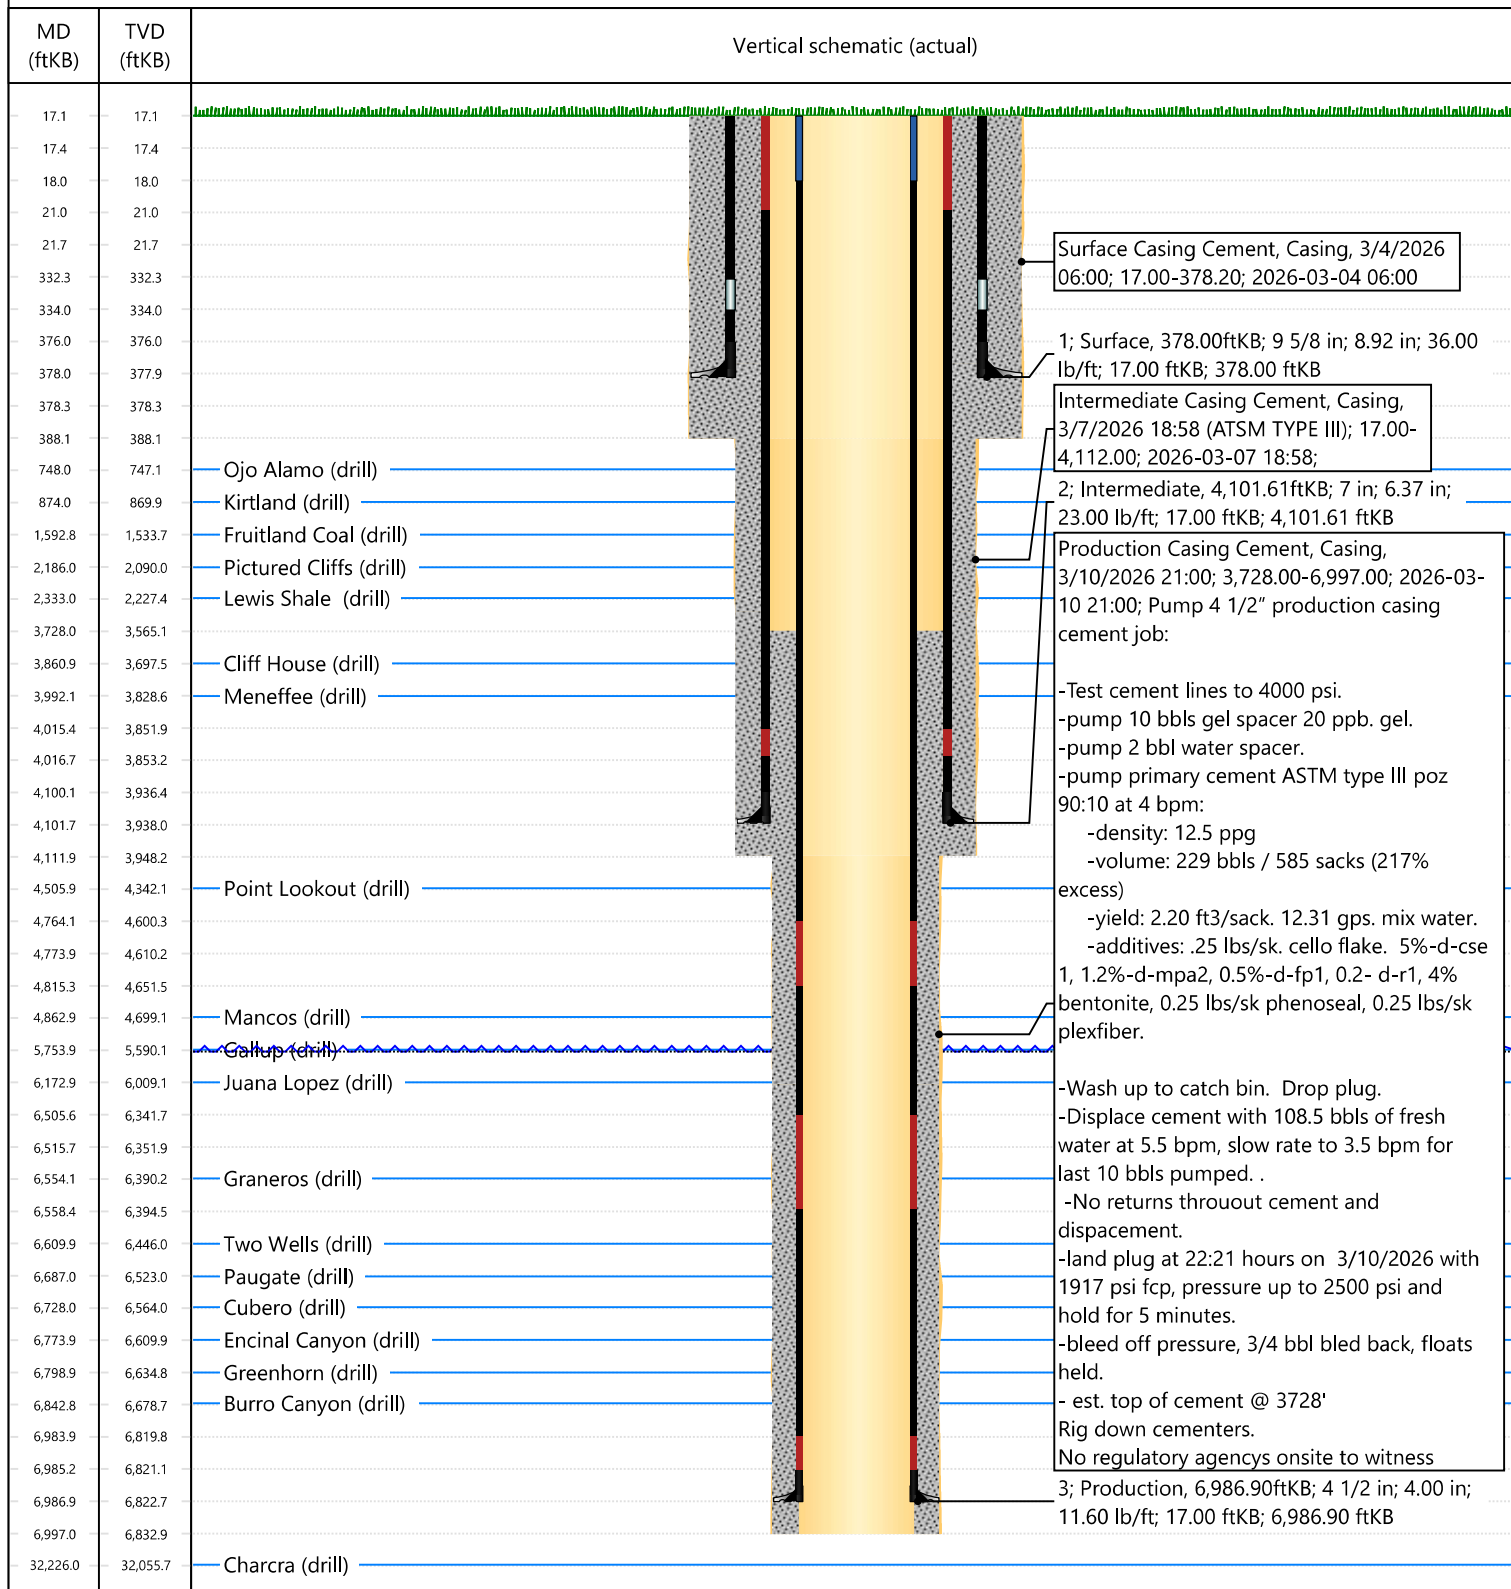 MD
(ftKB)
TVD
(ftKB)
Vertical schematic (actual)
17.1 17.1
17.4 17.4
18.0 18.0
21.0 21.0
21.7 21.7
332.3 332.3
334.0 334.0
376.0 376.0
378.0 377.9
378.3 378.3
388.1 388.1
748.0 747.1 Ojo Alamo (drill)
874.0 869.9 Kirtland (drill)
1,592.8 1,533.7 Fruitland Coal (drill)
2,186.0 2,090.0 Pictured Cliffs (drill)
2,333.0 2,227.4 Lewis Shale (drill)
3,728.0 3,565.1
3,860.9 3,697.5 Cliff House (drill)
3,992.1 3,828.6 Meneffee (drill)
4,015.4 3,851.9
4,016.7 3,853.2
4,100.1 3,936.4
4,101.7 3,938.0
4,111.9 3,948.2
4,505.9 4,342.1 Point Lookout (drill)
4,764.1 4,600.3
4,773.9 4,610.2
4,815.3 4,651.5
4,862.9 4,699.1 Mancos (drill)
5,753.9 5,590.1 Gallup (drill)
6,172.9 6,009.1 Juana Lopez (drill)
6,505.6 6,341.7
6,515.7 6,351.9
6,554.1 6,390.2 Graneros (drill)
6,558.4 6,394.5
6,609.9 6,446.0 Two Wells (drill)
6,687.0 6,523.0 Paugate (drill)
6,728.0 6,564.0 Cubero (drill)
6,773.9 6,609.9 Encinal Canyon (drill)
6,798.9 6,634.8 Greenhorn (drill)
6,842.8 6,678.7 Burro Canyon (drill)
6,983.9 6,819.8
6,985.2 6,821.1
6,986.9 6,822.7
6,997.0 6,832.9
32,226.0 32,055.7 Charcra (drill)
Surface Casing Cement, Casing, 3/4/2026
06:00; 17.00-378.20; 2026-03-04 06:00
1; Surface, 378.00ftKB; 9 5/8 in; 8.92 in; 36.00
lb/ft; 17.00 ftKB; 378.00 ftKB
Intermediate Casing Cement, Casing,
3/7/2026 18:58 (ATSM TYPE III); 17.00-
4,112.00; 2026-03-07 18:58;
2; Intermediate, 4,101.61ftKB; 7 in; 6.37 in;
23.00 lb/ft; 17.00 ftKB; 4,101.61 ftKB
Production Casing Cement, Casing,
3/10/2026 21:00; 3,728.00-6,997.00; 2026-03-
10 21:00; Pump 4 1/2" production casing
cement job:
-Test cement lines to 4000 psi.
-pump 10 bbls gel spacer 20 ppb. gel.
-pump 2 bbl water spacer.
-pump primary cement ASTM type III poz
90:10 at 4 bpm:
-density: 12.5 ppg
-volume: 229 bbls / 585 sacks (217%
excess)
-yield: 2.20 ft3/sack. 12.31 gps. mix water.
-additives: .25 lbs/sk. cello flake. 5%-d-cse
1, 1.2%-d-mpa2, 0.5%-d-fp1, 0.2- d-r1, 4%
bentonite, 0.25 lbs/sk phenoseal, 0.25 lbs/sk
plexfiber.
-Wash up to catch bin. Drop plug.
-Displace cement with 108.5 bbls of fresh
water at 5.5 bpm, slow rate to 3.5 bpm for
last 10 bbls pumped. .
-No returns throuout cement and
dispacement.
-land plug at 22:21 hours on 3/10/2026 with
1917 psi fcp, pressure up to 2500 psi and
hold for 5 minutes.
-bleed off pressure, 3/4 bbl bled back, floats
held.
- est. top of cement @ 3728'
Rig down cementers.
No regulatory agencys onsite to witness
3; Production, 6,986.90ftKB; 4 1/2 in; 4.00 in;
11.60 lb/ft; 17.00 ftKB; 6,986.90 ftKB